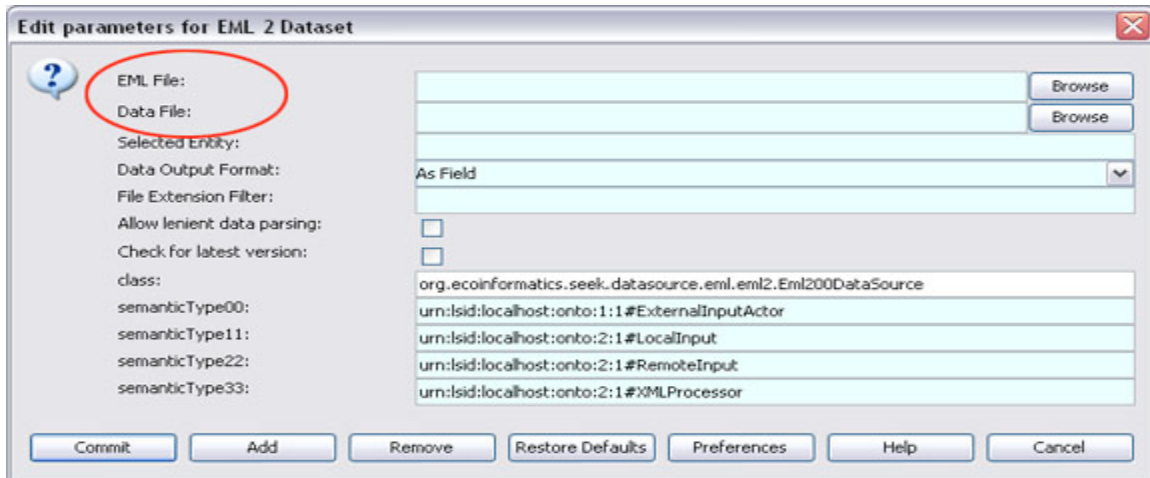 Edit parameters for EML 2 Dataset
?
EML File: Browse
Data File: Browse
Selected Entity:
Data Output Format: As Field
File Extension Filter:
Allow lenient data parsing:
Check for latest version:
class: org.ecoinformatics.seek.datasource.eml.eml2.Eml200DataSource
semanticType00: urn:lsid:localhost:onto:1:1#ExternalInputActor
semanticType11: urn:lsid:localhost:onto:2:1#LocalInput
semanticType22: urn:lsid:localhost:onto:2:1#RemoteInput
semanticType33: urn:lsid:localhost:onto:2:1#XMLProcessor
Commit Add Remove Restore Defaults Preferences Help Cancel